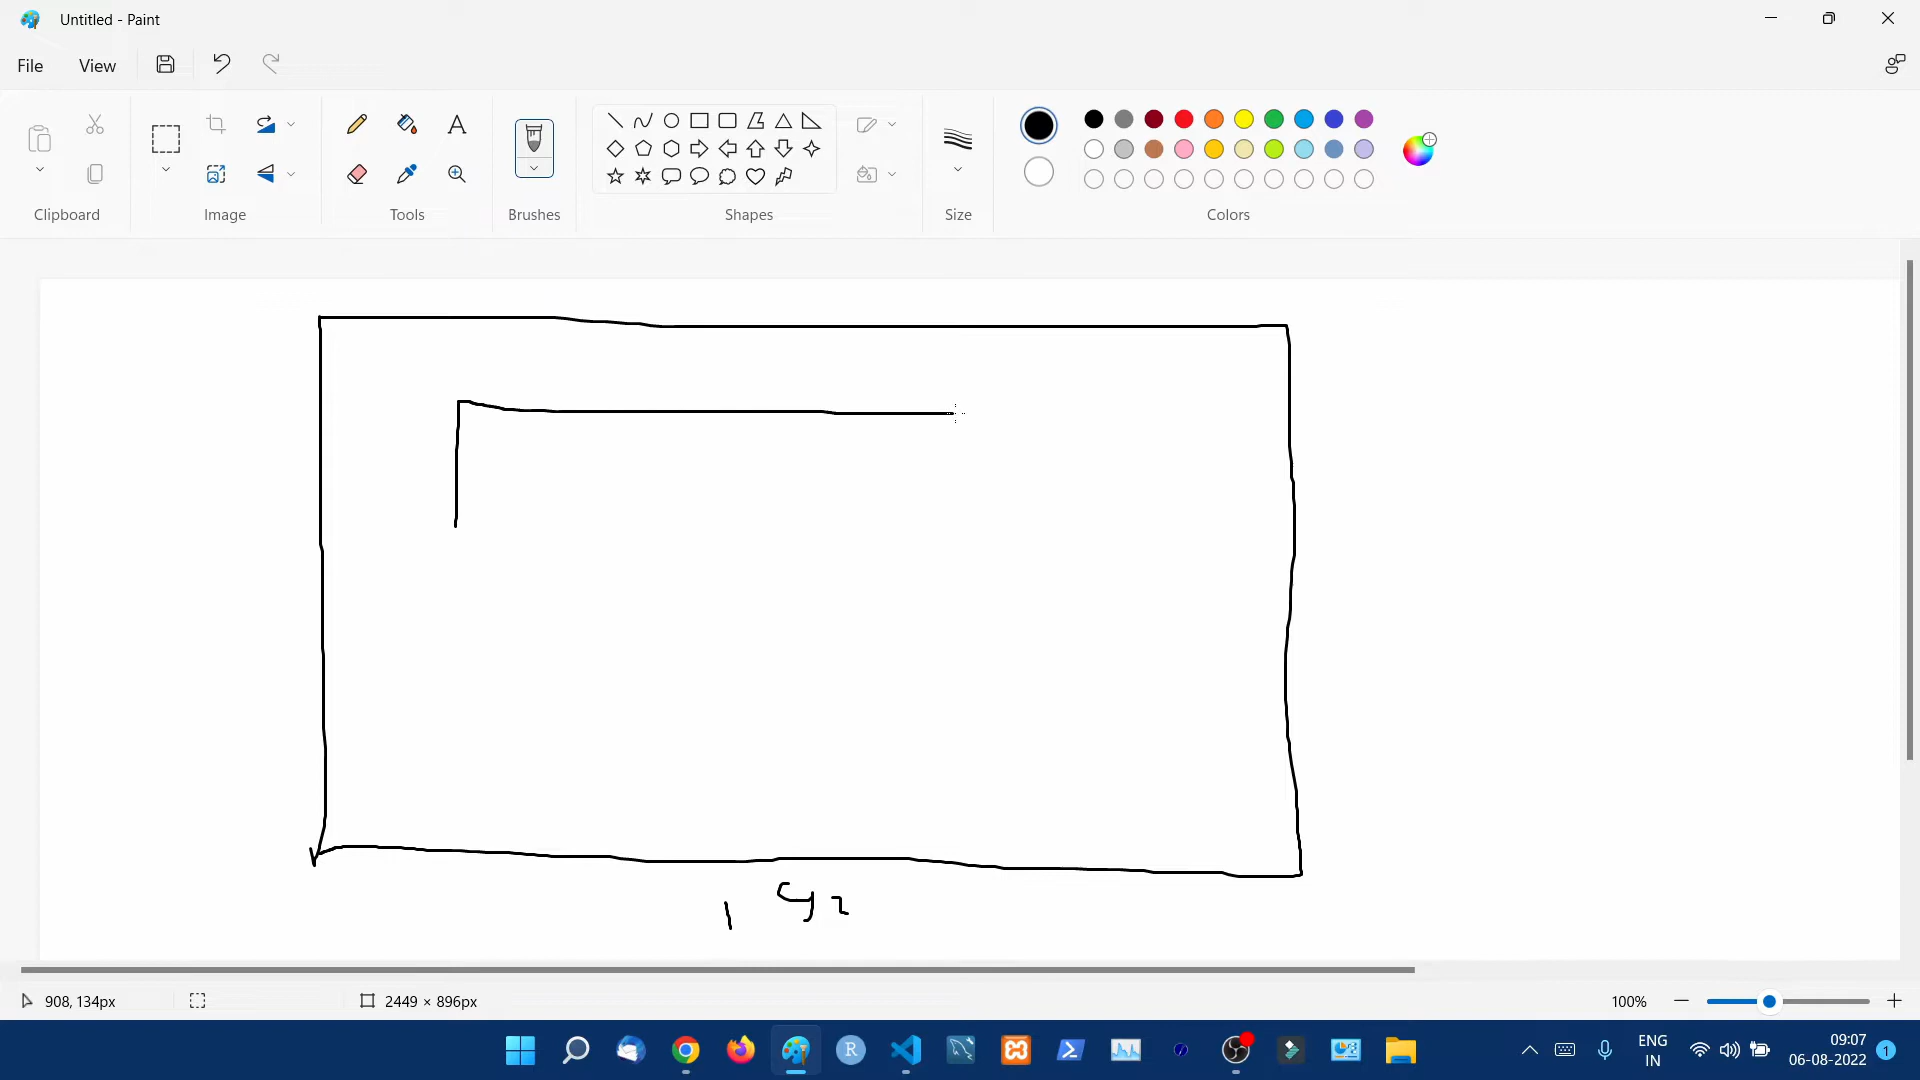 Untitled - Paint
File View
Clipboard Image Tools Brushes Shapes Size Colors
908, 134px 2449 × 896px 100%
ENG 09:07
IN 06-08-2022 1